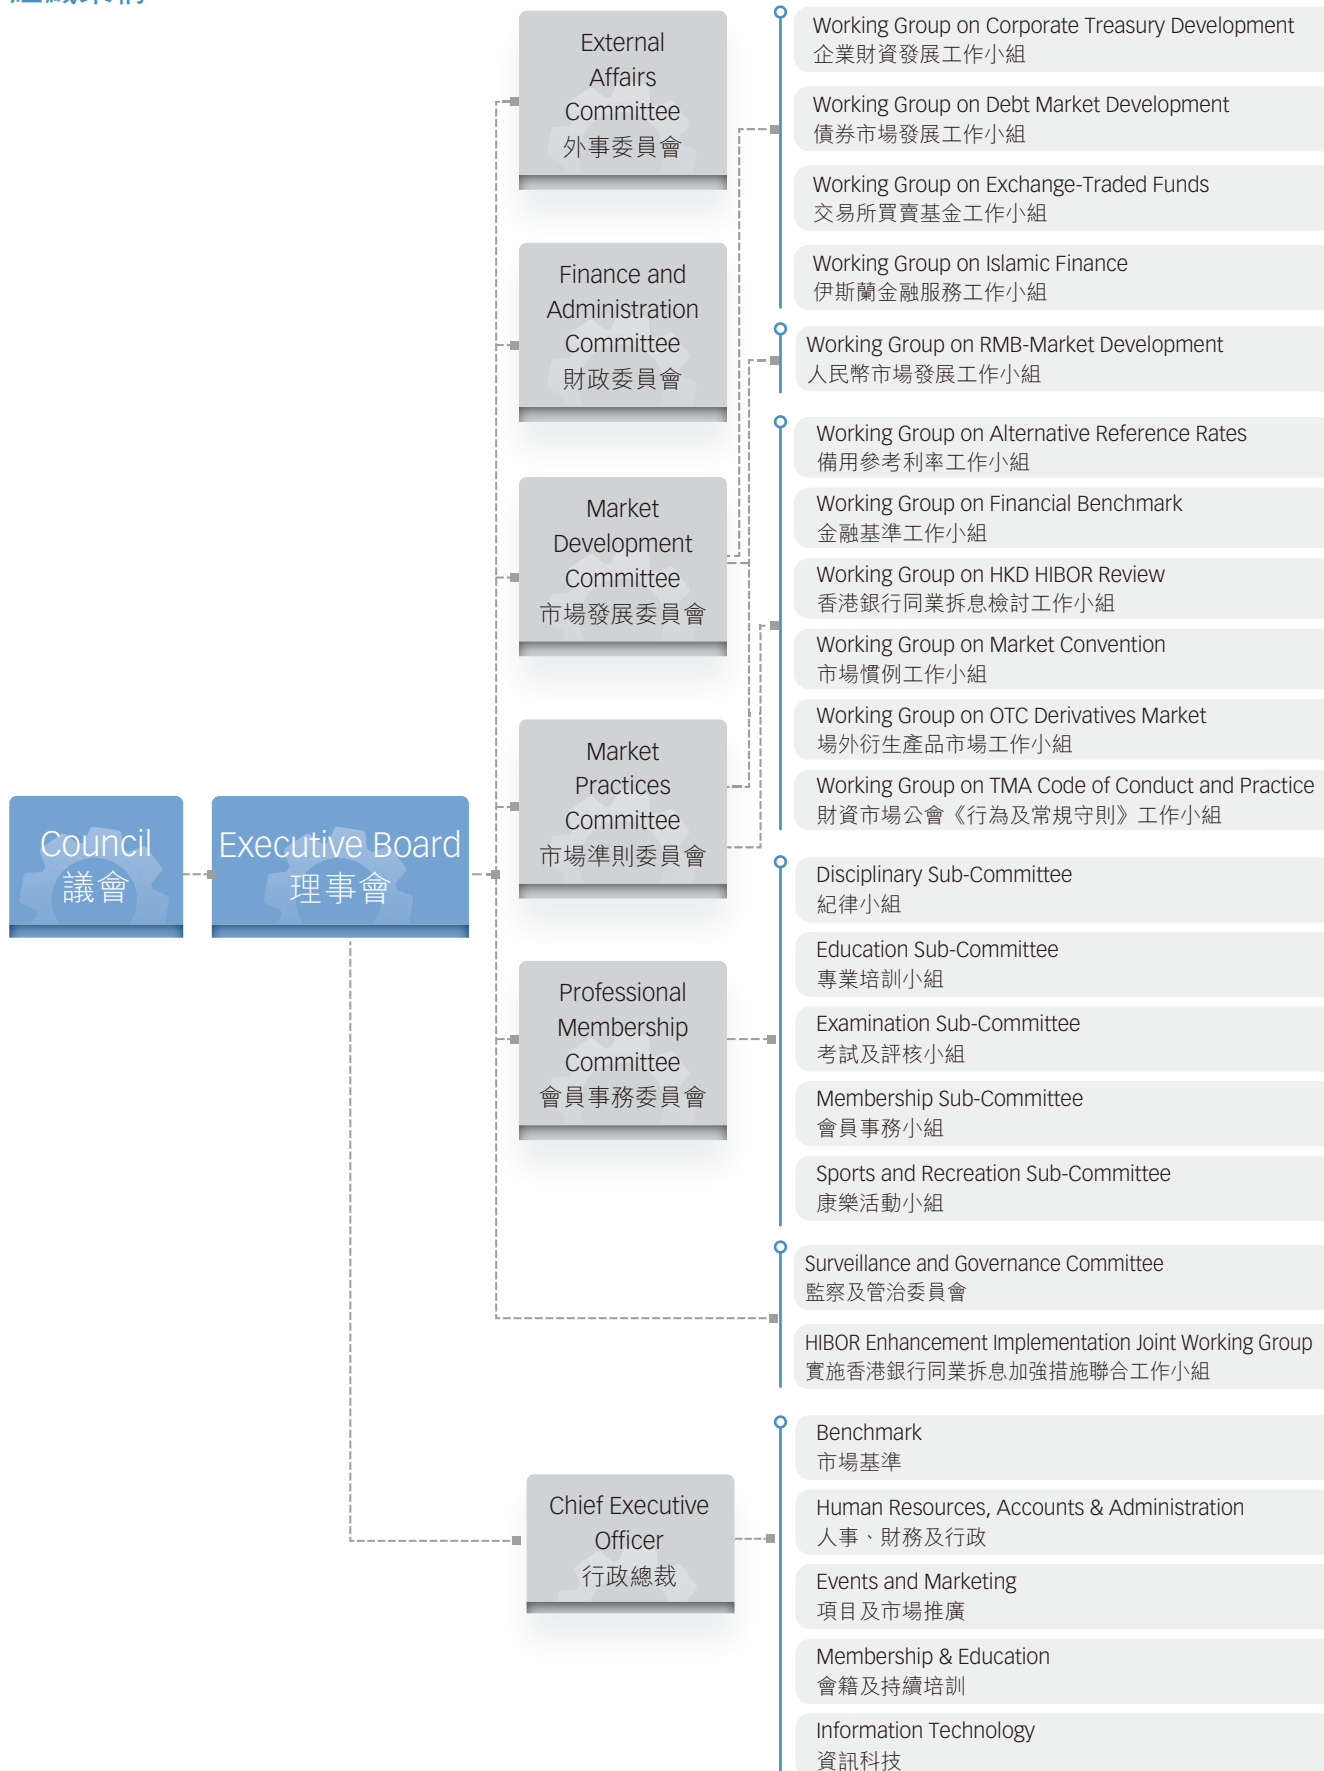 External
Affairs
Committee
外事委員會
Finance and
Administration
Committee
財政委員會
Market
Development
Committee
市場發展委員會
Market
Practices
Committee
市場準則委員會
Council
議會
Executive Board
理事會
Professional
Membership
Committee
會員事務委員會
Chief Executive
Officer
行政總裁
Working Group on Corporate Treasury Development
企業財資發展工作小組
Working Group on Debt Market Development
債券市場發展工作小組
Working Group on Exchange-Traded Funds
交易所買賣基金工作小組
Working Group on Islamic Finance
伊斯蘭金融服務工作小組
Working Group on RMB-Market Development
人民幣市場發展工作小組
Working Group on Alternative Reference Rates
備用參考利率工作小組
Working Group on Financial Benchmark
金融基準工作小組
Working Group on HKD HIBOR Review
香港銀行同業拆息檢討工作小組
Working Group on Market Convention
市場慣例工作小組
Working Group on OTC Derivatives Market
場外衍生產品市場工作小組
Working Group on TMA Code of Conduct and Practice
財資市場公會《行為及常規守則》工作小組
Disciplinary Sub-Committee
紀律小組
Education Sub-Committee
專業培訓小組
Examination Sub-Committee
考試及評核小組
Membership Sub-Committee
會員事務小組
Sports and Recreation Sub-Committee
康樂活動小組
Surveillance and Governance Committee
監察及管治委員會
HIBOR Enhancement Implementation Joint Working Group
實施香港銀行同業拆息加強措施聯合工作小組
Benchmark
市場基準
Human Resources, Accounts & Administration
人事、財務及行政
Events and Marketing
項目及市場推廣
Membership & Education
會籍及持續培訓
Information Technology
資訊科技